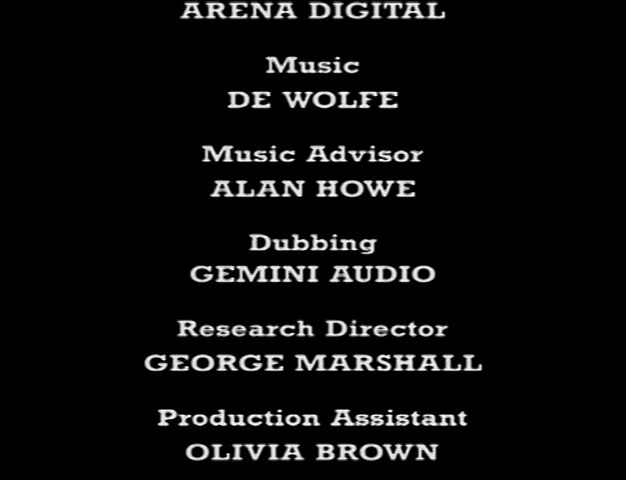 ARENA DIGITAL
Music
DE WOLFE
Music Advisor
ALAN HOWE
Dubbing
GEMINI AUDIO
Research Director
GEORGE MARSHALL
Production Assistant
OLIVIA BROWN